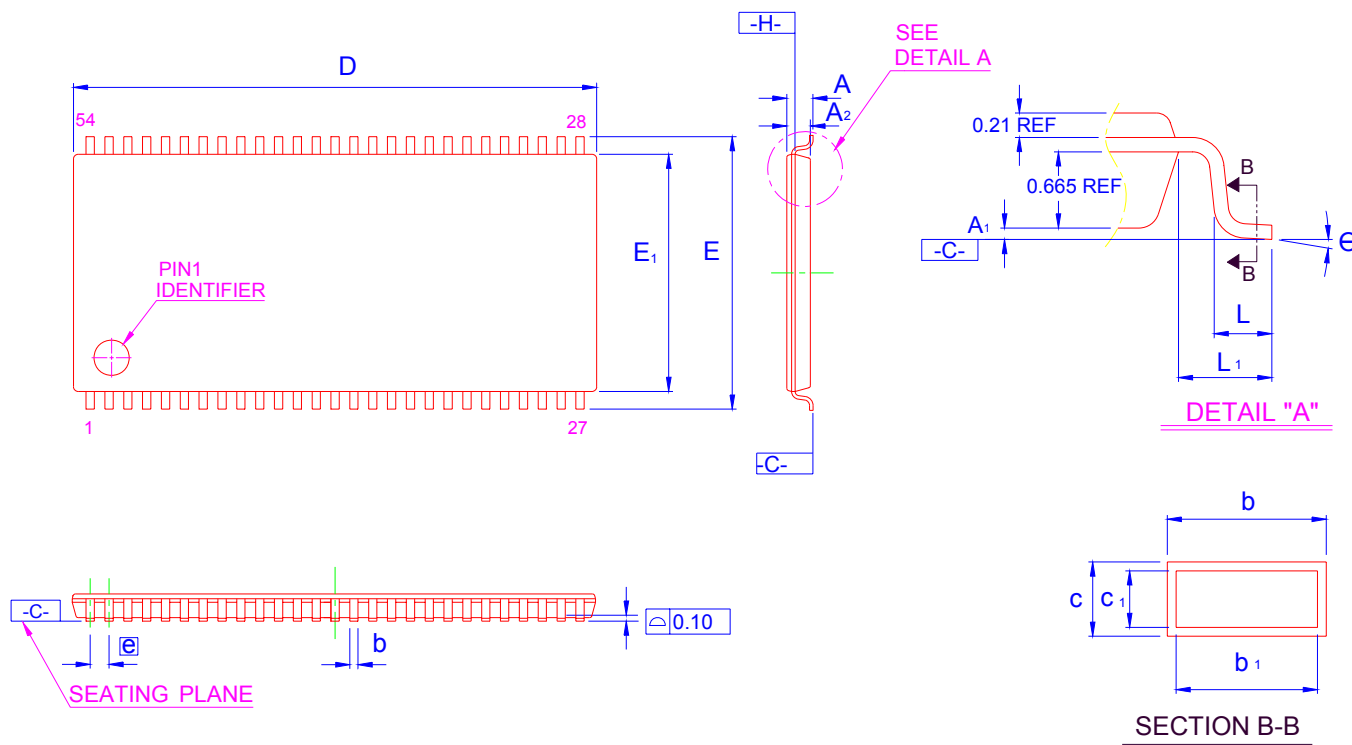 -H-
SEE
DETAIL A
D
A
A2
54
28
0.21 REF
B
0.665 REF
E1
E
A1
-C-
ϴ
B
PIN1
IDENTIFIER
L
L1
1
27
DETAIL "A"
-C-
b
-C-
0.10
c
c1
e
b
b1
SEATING PLANE
SECTION B-B